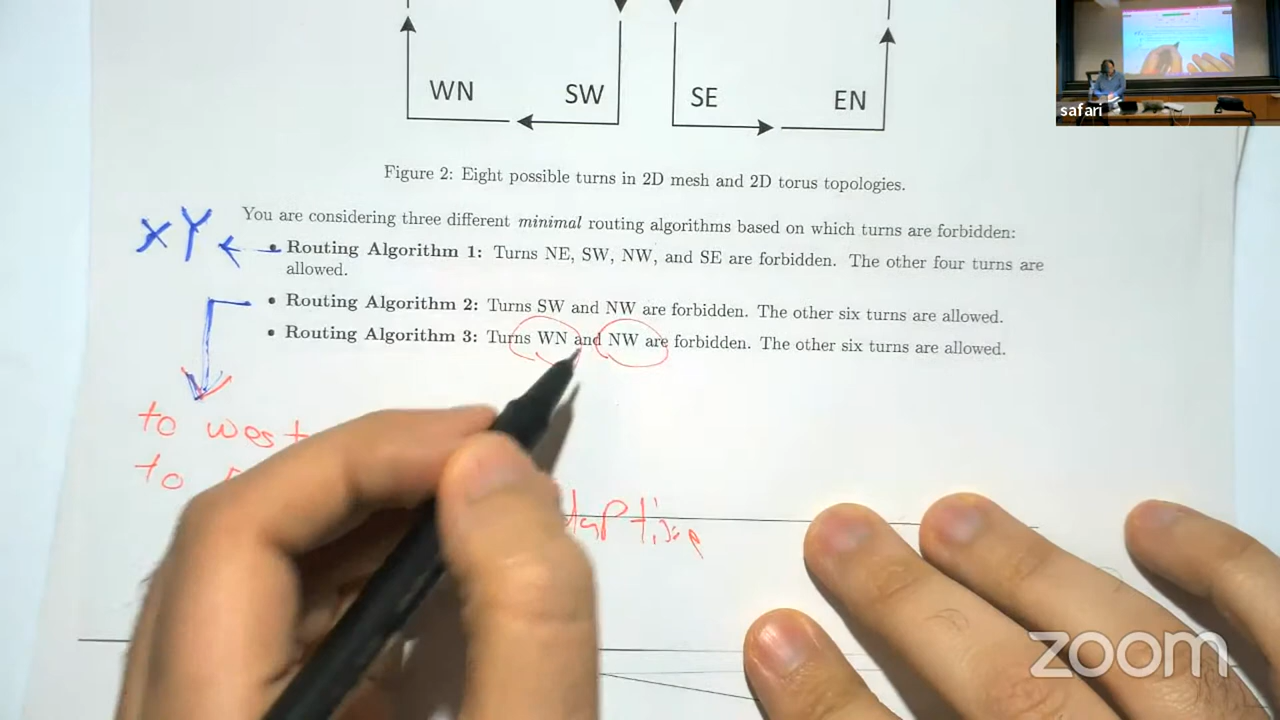 safari
WN SW SE EN
Figure 2: Eight possible turns in 2D mesh and 2D torus topologies.
XY
You are considering three different minimal routing algorithms based on which turns are forbidden:
• Routing Algorithm 1: Turns NE, SW, NW, and SE are forbidden. The other four turns are
allowed.
• Routing Algorithm 2: Turns SW and NW are forbidden. The other six turns are allowed.
• Routing Algorithm 3: Turns WN and NW are forbidden. The other six turns are allowed.
to west
to
zoom